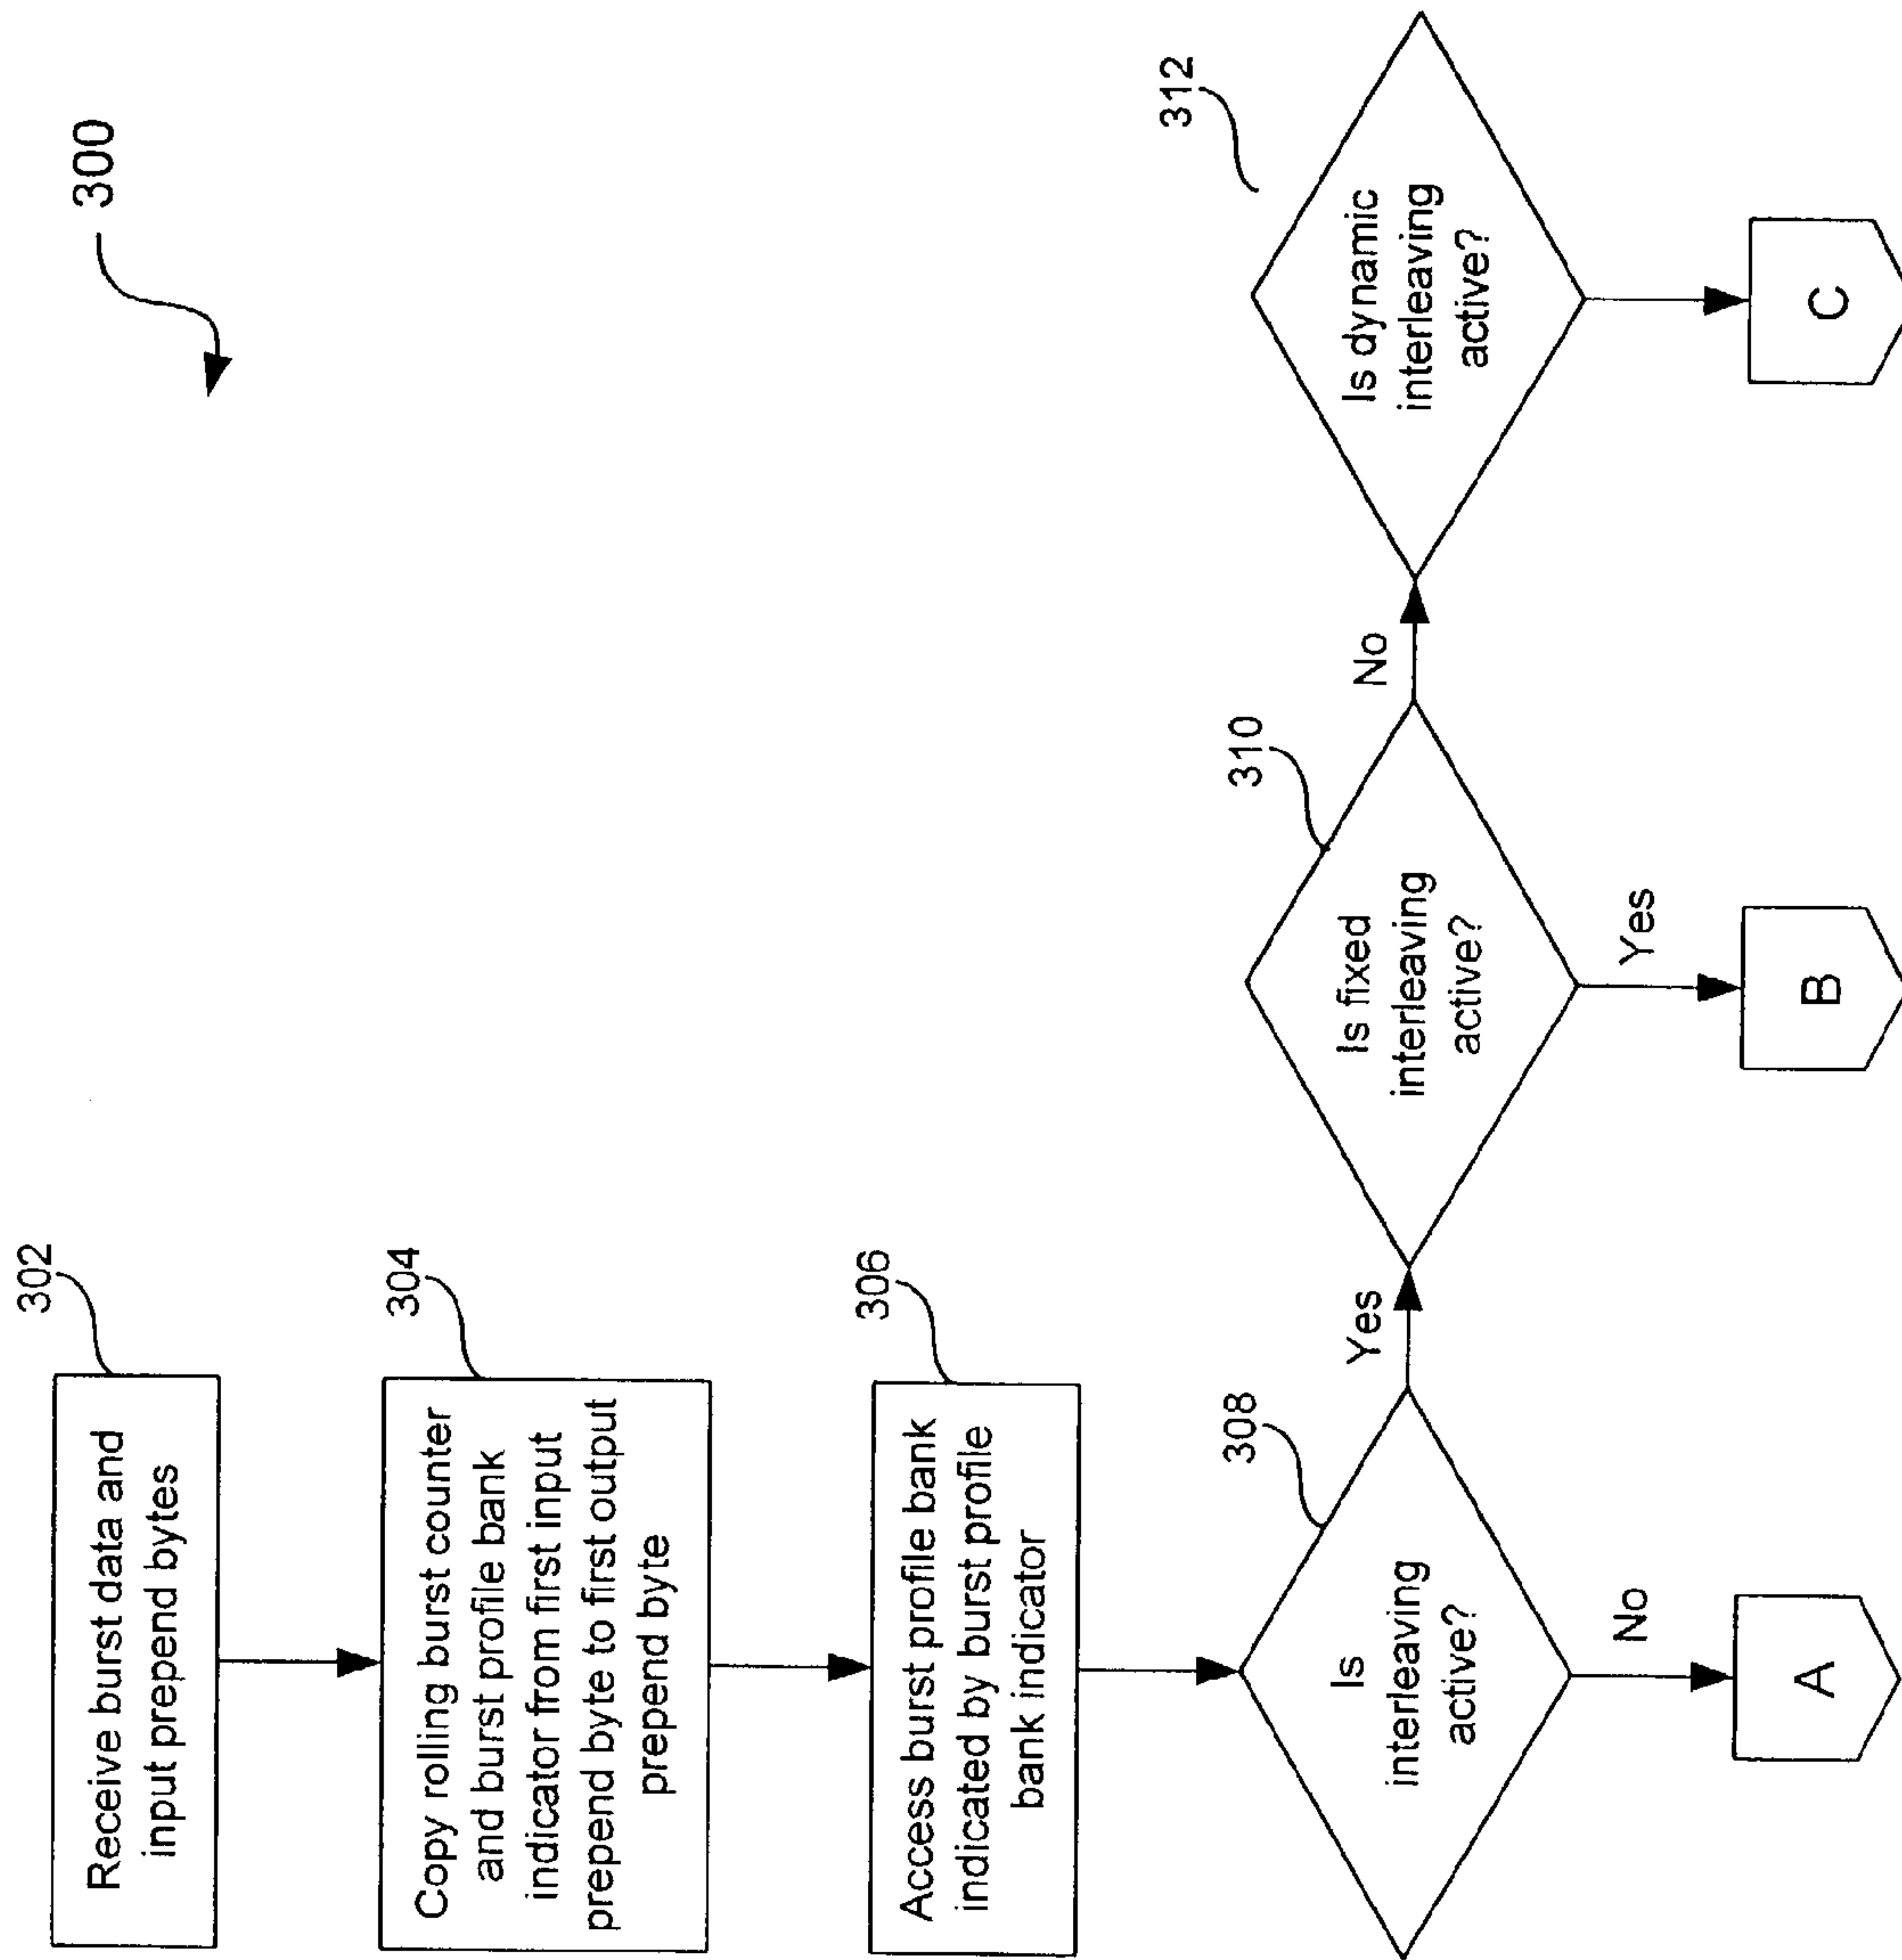 300
302
Receive burst data and
input prepend bytes
304
Copy rolling burst counter
and burst profile bank
indicator from first input
prepend byte to first output
prepend byte
306
Access burst profile bank
indicated by burst profile
bank indicator
308
Is
interleaving
active?
Yes
No
A
310
Is fixed
interleaving
active?
No
Yes
B
312
Is dynamic
interleaving
active?
C